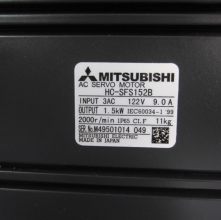 MITSUBISHI
AC SERVO MOTOR
HC-SFS152B
INPUT 3AC 122V 9.0A
OUTPUT 1.5kW IEC60034-1 '99
2000r/min IP65 Cl.F 11kg
SER.No.M49501014 049
MITSUBISHI ELECTRIC
MADE IN JAPAN